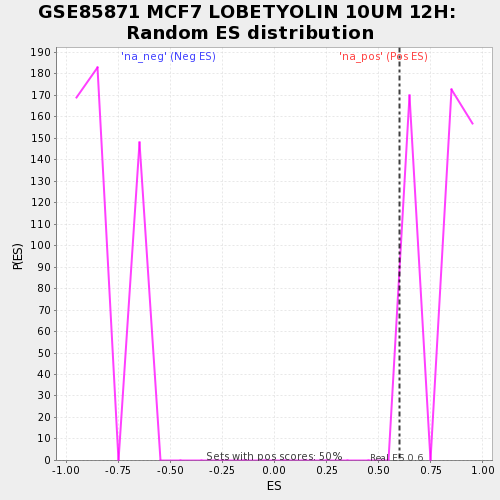 GSE85871 MCF7 LOBETYOLIN 10UM 12H:
Random ES distribution
'na_neg' (Neg ES)
'na_pos' (Pos ES)
P(ES)
190
180
170
160
150
140
130
120
110
100
90
80
70
60
50
40
30
20
10
0
Sets with pos scores: 50%
Real ES 0.6
-1.00 -0.75 -0.50 -0.25 0.00 0.25 0.50 0.75 1.00
ES